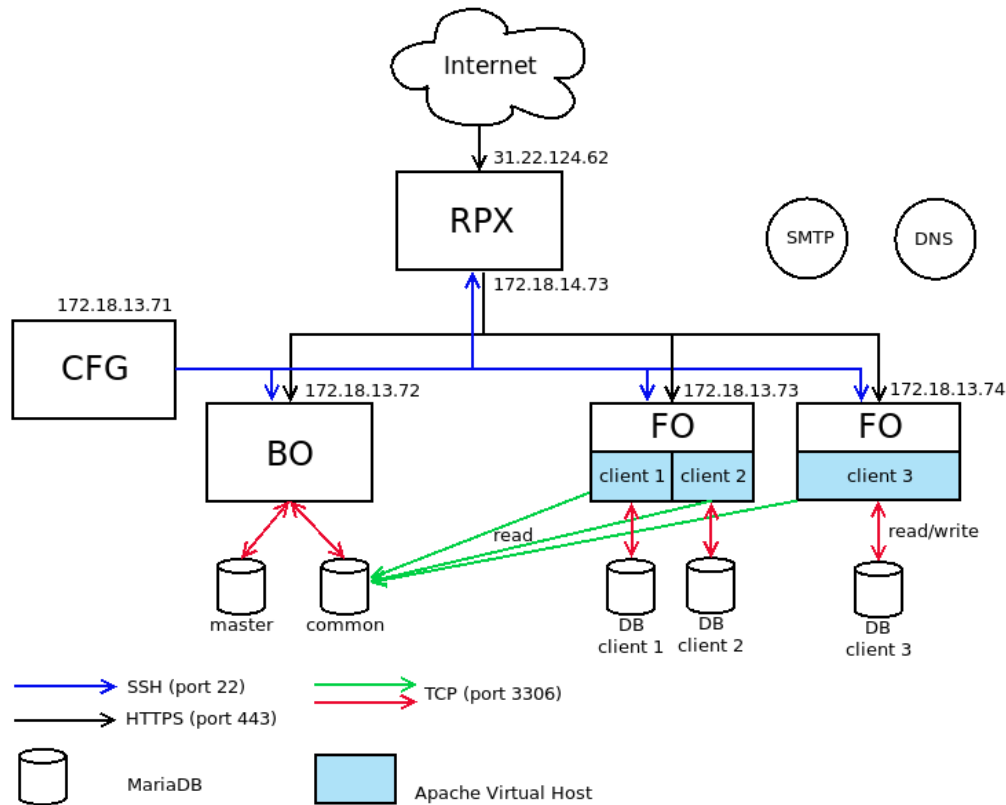 Internet
31.22.124.62
RPX
SMTP
DNS
172.18.14.73
172.18.13.71
CFG
172.18.13.72
172.18.13.73
172.18.13.74
BO
FO
FO
client 1
client 2
client 3
read
read/write
master
common
DB
client 1
DB
client 2
DB
client 3
SSH (port 22)
TCP (port 3306)
HTTPS (port 443)
MariaDB
Apache Virtual Host